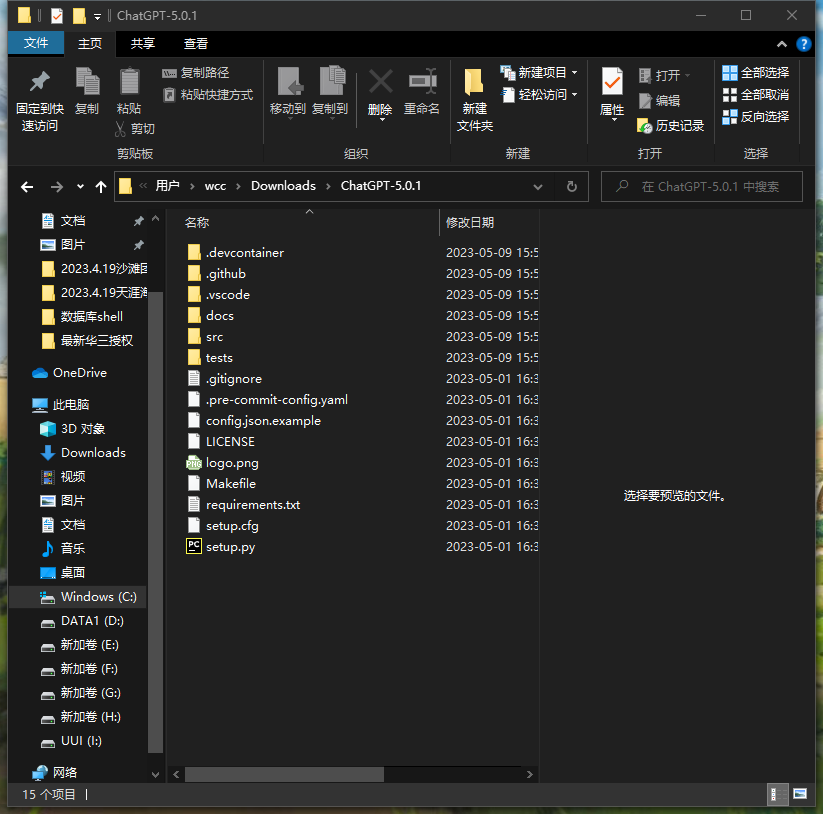 ChatGPT-5.0.1
文件 主页 共享 查看
固定到快速访问
复制
粘贴
复制路径
粘贴快捷方式
剪切
移动到 复制到
删除 重命名
新建文件夹
新建项目
轻松访问
属性
打开
编辑
历史记录
全部选择
全部取消
反向选择
剪贴板 组织 新建 打开 选择
« 用户 › wcc › Downloads › ChatGPT-5.0.1
在 ChatGPT-5.0.1 中搜索
文档
图片
2023.4.19沙滩
2023.4.19天涯
数据库shell
最新华三授权
OneDrive
此电脑
3D 对象
Downloads
视频
图片
文档
音乐
桌面
Windows (C:)
DATA1 (D:)
新加卷 (E:)
新加卷 (F:)
新加卷 (G:)
新加卷 (H:)
UUI (I:)
网络
名称 修改日期
.devcontainer 2023-05-09 15:5
.github 2023-05-09 15:5
.vscode 2023-05-09 15:5
docs 2023-05-09 15:5
src 2023-05-09 15:5
tests 2023-05-09 15:5
.gitignore 2023-05-01 16:3
.pre-commit-config.yaml 2023-05-01 16:3
config.json.example 2023-05-01 16:3
LICENSE 2023-05-01 16:3
logo.png 2023-05-01 16:3
Makefile 2023-05-01 16:3
requirements.txt 2023-05-01 16:3
setup.cfg 2023-05-01 16:3
setup.py 2023-05-01 16:3
选择要预览的文件。
15 个项目